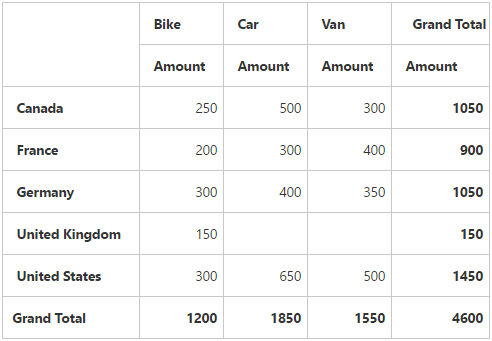 Bike Car Van Grand Total
Amount Amount Amount Amount
Canada 250 500 300 1050
France 200 300 400 900
Germany 300 400 350 1050
United Kingdom 150 150
United States 300 650 500 1450
Grand Total 1200 1850 1550 4600